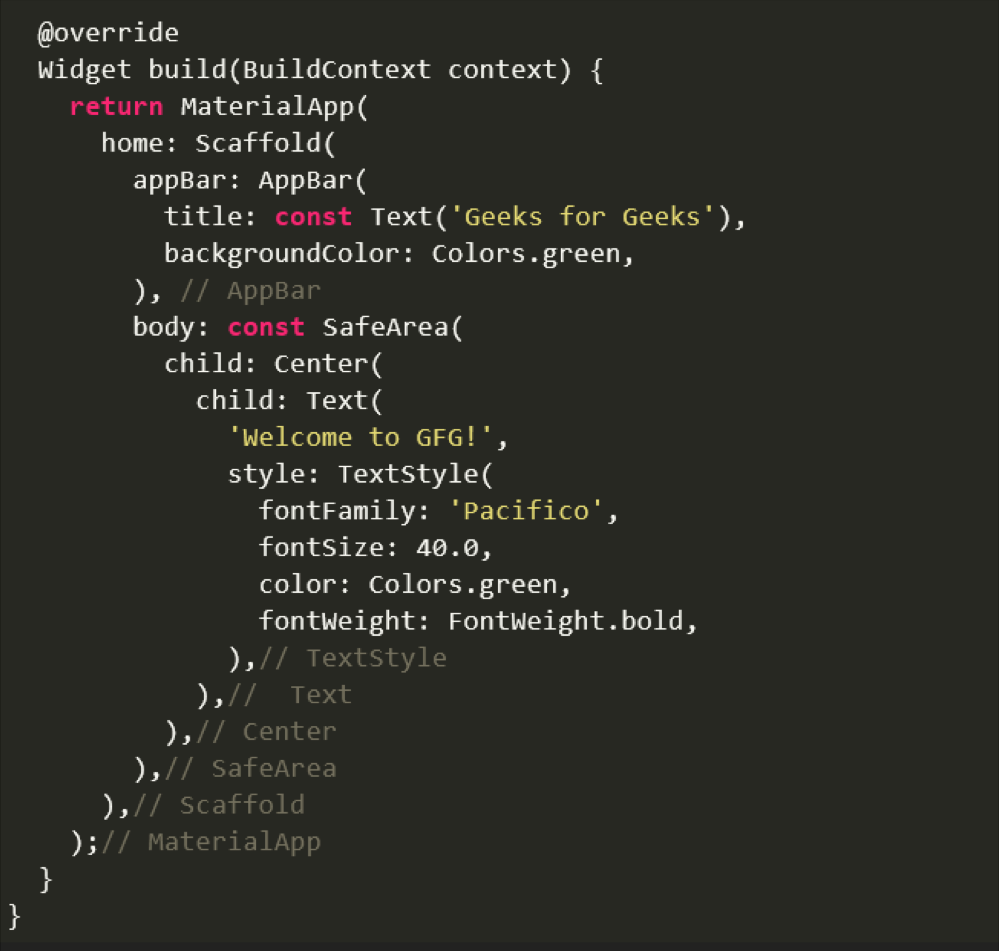 @override
Widget build(BuildContext context) {
return MaterialApp(
home: Scaffold(
appBar: AppBar(
title: const Text('Geeks for Geeks'),
backgroundColor: Colors.green,
), // AppBar
body: const SafeArea(
child: Center(
child: Text(
'Welcome to GFG!',
style: TextStyle(
fontFamily: 'Pacifico',
fontSize: 40.0,
color: Colors.green,
fontWeight: FontWeight.bold,
),// TextStyle
),//  Text
),// Center
),// SafeArea
),// Scaffold
);// MaterialApp
}
}